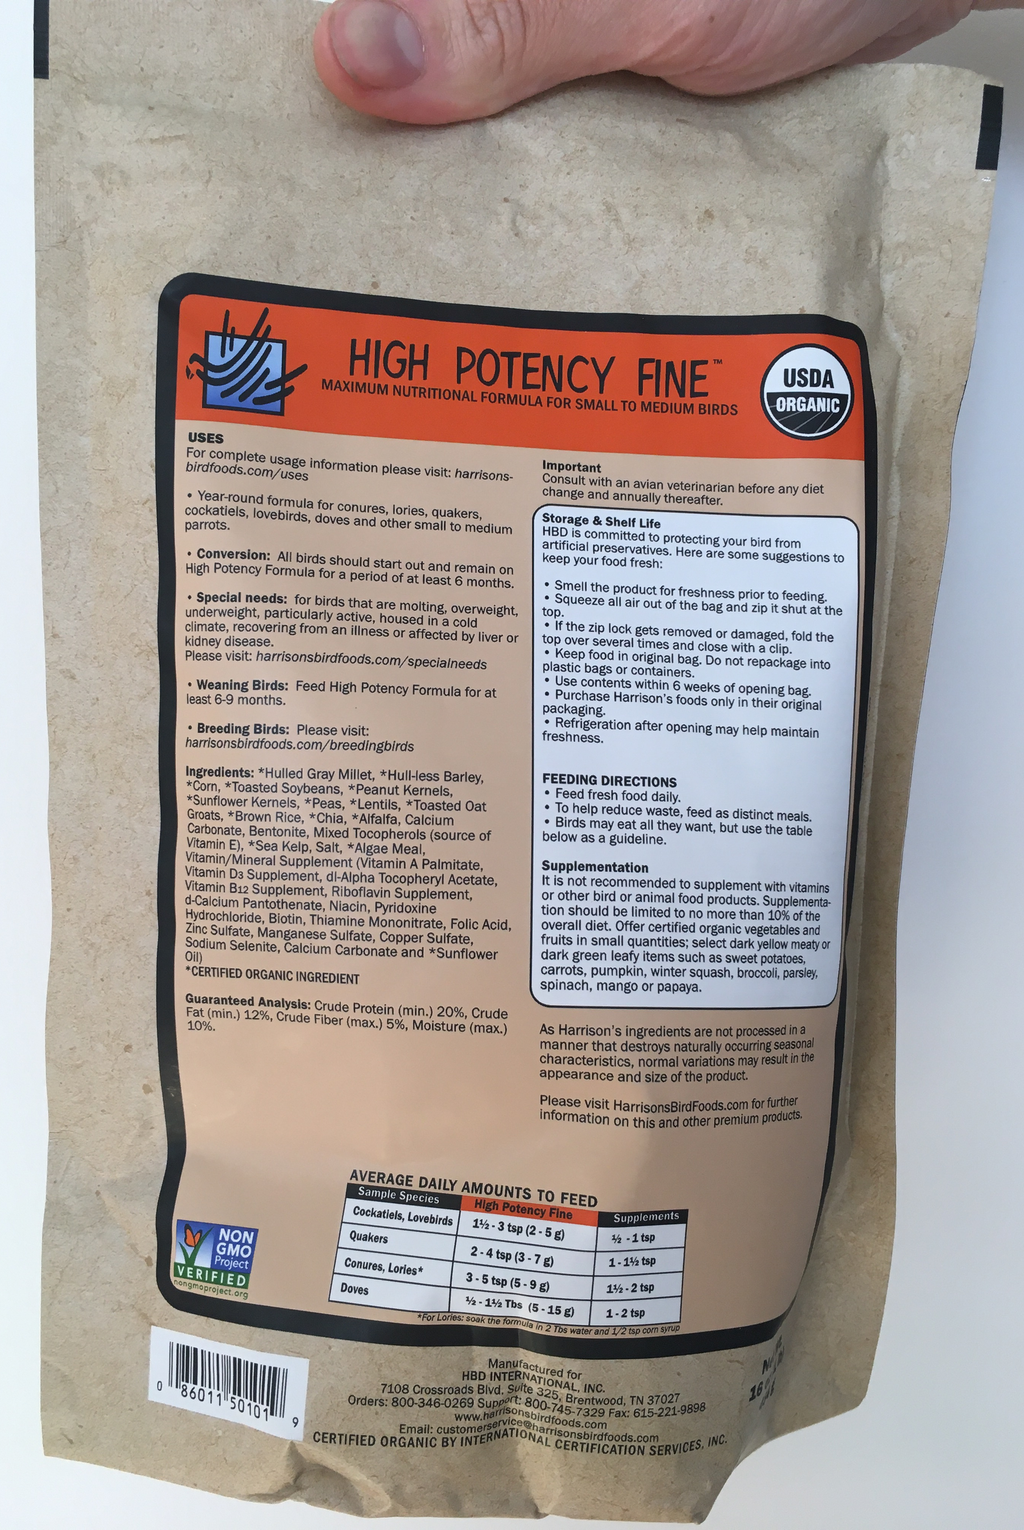 HIGH POTENCY FINE™
MAXIMUM NUTRITIONAL FORMULA FOR SMALL TO MEDIUM BIRDS
USDA
ORGANIC
USES
For complete usage information please visit: harrisons-
birdfoods.com/uses
• Year-round formula for conures, lories, quakers,
cockatiels, lovebirds, doves and other small to medium
parrots.
• Conversion: All birds should start out and remain on
High Potency Formula for a period of at least 6 months.
• Special needs: for birds that are molting, overweight,
underweight, particularly active, housed in a cold
climate, recovering from an illness or affected by liver or
kidney disease.
Please visit: harrisonsbirdfoods.com/specialneeds
• Weaning Birds: Feed High Potency Formula for at
least 6-9 months.
• Breeding Birds: Please visit:
harrisonsbirdfoods.com/breedingbirds
Ingredients: *Hulled Gray Millet, *Hull-less Barley,
*Corn, *Toasted Soybeans, *Peanut Kernels,
*Sunflower Kernels, *Peas, *Lentils, *Toasted Oat
Groats, *Brown Rice, *Chia, *Alfalfa, Calcium
Carbonate, Bentonite, Mixed Tocopherols (source of
Vitamin E), *Sea Kelp, Salt, *Algae Meal,
Vitamin/Mineral Supplement (Vitamin A Palmitate,
Vitamin D3 Supplement, dl-Alpha Tocopheryl Acetate,
Vitamin B12 Supplement, Riboflavin Supplement,
d-Calcium Pantothenate, Niacin, Pyridoxine
Hydrochloride, Biotin, Thiamine Mononitrate, Folic Acid,
Zinc Sulfate, Manganese Sulfate, Copper Sulfate,
Sodium Selenite, Calcium Carbonate and *Sunflower
Oil)
*CERTIFIED ORGANIC INGREDIENT
Guaranteed Analysis: Crude Protein (min.) 20%, Crude
Fat (min.) 12%, Crude Fiber (max.) 5%, Moisture (max.)
10%.
Important
Consult with an avian veterinarian before any diet
change and annually thereafter.
Storage & Shelf Life
HBD is committed to protecting your bird from
artificial preservatives. Here are some suggestions to
keep your food fresh:
• Smell the product for freshness prior to feeding.
• Squeeze all air out of the bag and zip it shut at the
top.
• If the zip lock gets removed or damaged, fold the
top over several times and close with a clip.
• Keep food in original bag. Do not repackage into
plastic bags or containers.
• Use contents within 6 weeks of opening bag.
• Purchase Harrison's foods only in their original
packaging.
• Refrigeration after opening may help maintain
freshness.
FEEDING DIRECTIONS
• Feed fresh food daily.
• To help reduce waste, feed as distinct meals.
• Birds may eat all they want, but use the table
below as a guideline.
Supplementation
It is not recommended to supplement with vitamins
or other bird or animal food products. Supplementa-
tion should be limited to no more than 10% of the
overall diet. Offer certified organic vegetables and
fruits in small quantities; select dark yellow meaty or
dark green leafy items such as sweet potatoes,
carrots, pumpkin, winter squash, broccoli, parsley,
spinach, mango or papaya.
As Harrison's ingredients are not processed in a
manner that destroys naturally occurring seasonal
characteristics, normal variations may result in the
appearance and size of the product.
Please visit HarrisonsBirdFoods.com for further
information on this and other premium products.
AVERAGE DAILY AMOUNTS TO FEED
Sample Species High Potency Fine Supplements
Cockatiels, Lovebirds 1½ - 3 tsp (2 - 5 g) ½ - 1 tsp
Quakers 2 - 4 tsp (3 - 7 g) 1 - 1½ tsp
Conures, Lories* 3 - 5 tsp (5 - 9 g) 1½ - 2 tsp
Doves ½ - 1½ Tbs (5 - 15 g) 1 - 2 tsp
*For Lories: soak the formula in 2 Tbs water and 1/2 tsp corn syrup
NON
GMO
Project
VERIFIED
nongmoproject.org
0 86011 50101 9
Manufactured for
HBD INTERNATIONAL, INC.
7108 Crossroads Blvd. Suite 325, Brentwood, TN 37027
Orders: 800-346-0269 Support: 800-745-7329 Fax: 615-221-9898
www.harrisonsbirdfoods.com
Email: customerservice@harrisonsbirdfoods.com
CERTIFIED ORGANIC BY INTERNATIONAL CERTIFICATION SERVICES, INC.
16